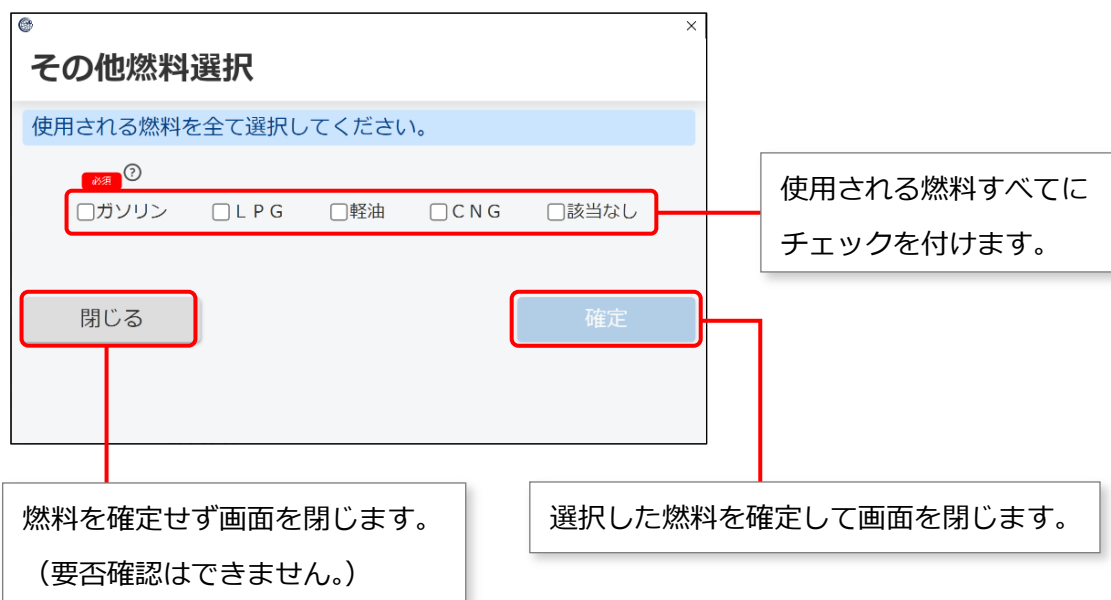 その他燃料選択
使用される燃料を全て選択してください。
必須 ?
ガソリン LPG 軽油 CNG 該当なし
使用される燃料すべてに
チェックを付けます。
閉じる 確定
燃料を確定せず画面を閉じます。
（要否確認はできません。）
選択した燃料を確定して画面を閉じます。